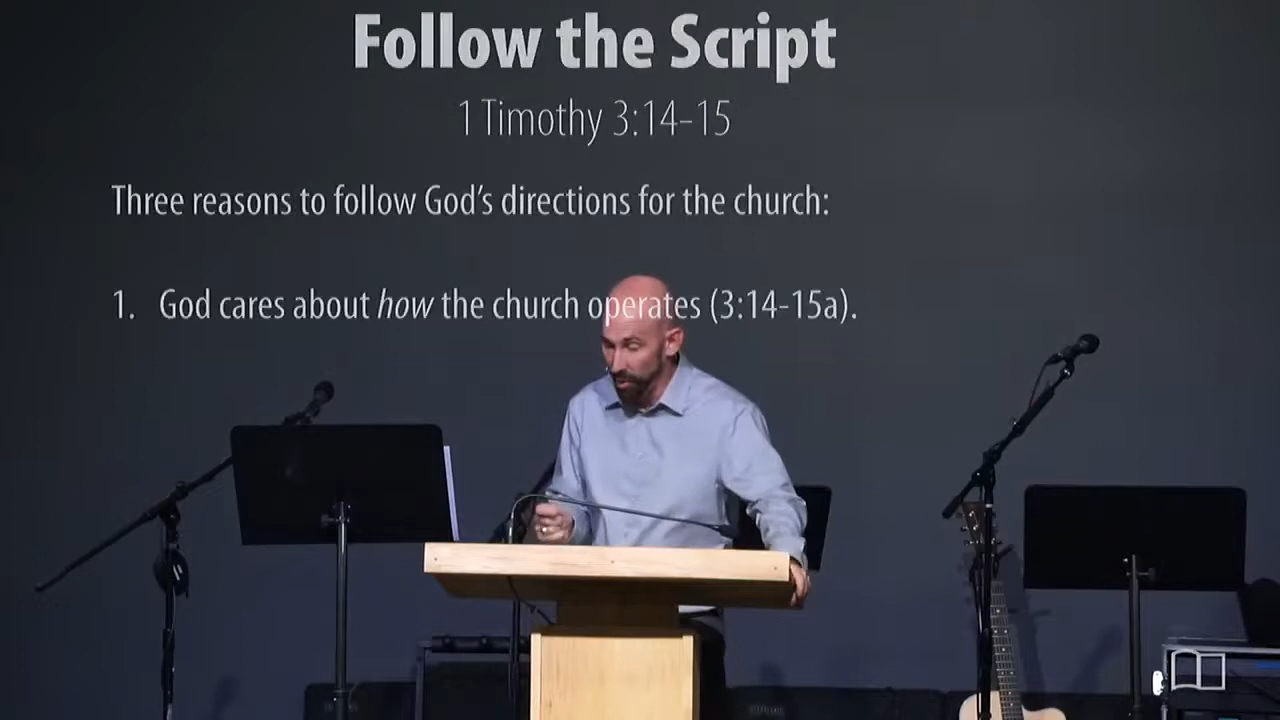 Follow the Script
1 Timothy 3:14-15
Three reasons to follow God's directions for the church:
1. God cares about how the church operates (3:14-15a).